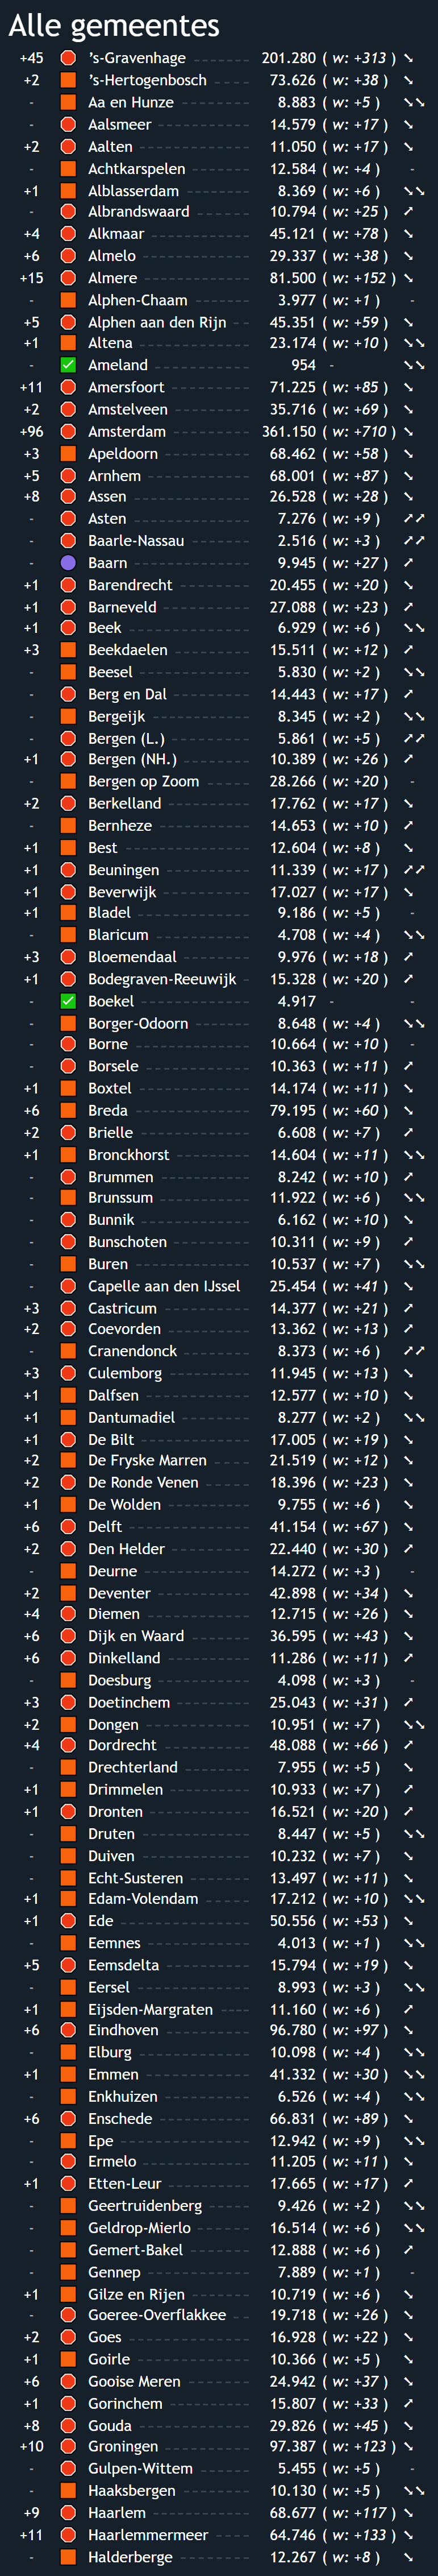 Alle gemeentes
+45 's-Gravenhage 201.280 ( w: +313 ) ➘
+2 's-Hertogenbosch 73.626 ( w: +38 ) ➘
- Aa en Hunze 8.883 ( w: +5 ) ➘➘
- Aalsmeer 14.579 ( w: +17 ) ➘
+2 Aalten 11.050 ( w: +17 ) ➘
- Achtkarspelen 12.584 ( w: +4 ) -
+1 Alblasserdam 8.369 ( w: +6 ) ➘➘
- Albrandswaard 10.794 ( w: +25 ) ➚
+4 Alkmaar 45.121 ( w: +78 ) ➘
+6 Almelo 29.337 ( w: +38 ) ➘
+15 Almere 81.500 ( w: +152 ) ➘
- Alphen-Chaam 3.977 ( w: +1 ) -
+5 Alphen aan den Rijn 45.351 ( w: +59 ) ➘
+1 Altena 23.174 ( w: +10 ) ➘➘
- Ameland 954 - ➘➘
+11 Amersfoort 71.225 ( w: +85 ) ➘
+2 Amstelveen 35.716 ( w: +69 ) ➘
+96 Amsterdam 361.150 ( w: +710 ) ➘
+3 Apeldoorn 68.462 ( w: +58 ) ➘
+5 Arnhem 68.001 ( w: +87 ) ➘
+8 Assen 26.528 ( w: +28 ) ➘
- Asten 7.276 ( w: +9 ) ➚➚
- Baarle-Nassau 2.516 ( w: +3 ) ➚➚
- Baarn 9.945 ( w: +27 ) ➚
+1 Barendrecht 20.455 ( w: +20 ) ➘
+1 Barneveld 27.088 ( w: +23 ) ➚
+1 Beek 6.929 ( w: +6 ) ➘➘
+3 Beekdaelen 15.511 ( w: +12 ) ➚
- Beesel 5.830 ( w: +2 ) ➘➘
- Berg en Dal 14.443 ( w: +17 ) ➚
- Bergeijk 8.345 ( w: +2 ) ➘➘
- Bergen (L.) 5.861 ( w: +5 ) ➚➚
+1 Bergen (NH.) 10.389 ( w: +26 ) ➚
- Bergen op Zoom 28.266 ( w: +20 ) -
+2 Berkelland 17.762 ( w: +17 ) ➘
- Bernheze 14.653 ( w: +10 ) ➚
+1 Best 12.604 ( w: +8 ) ➘
+1 Beuningen 11.339 ( w: +17 ) ➚➚
+1 Beverwijk 17.027 ( w: +17 ) ➘
+1 Bladel 9.186 ( w: +5 ) -
- Blaricum 4.708 ( w: +4 ) ➘➘
+3 Bloemendaal 9.976 ( w: +18 ) ➚
+1 Bodegraven-Reeuwijk 15.328 ( w: +20 ) ➚
- Boekel 4.917 - -
- Borger-Odoorn 8.648 ( w: +4 ) ➘➘
- Borne 10.664 ( w: +10 ) -
- Borsele 10.363 ( w: +11 ) ➚
+1 Boxtel 14.174 ( w: +11 ) ➘
+6 Breda 79.195 ( w: +60 ) ➘
+2 Brielle 6.608 ( w: +7 ) ➚
+1 Bronckhorst 14.604 ( w: +11 ) ➘➘
- Brummen 8.242 ( w: +10 ) ➚
- Brunssum 11.922 ( w: +6 ) ➘➘
- Bunnik 6.162 ( w: +10 ) ➘
- Bunschoten 10.311 ( w: +9 ) ➚
- Buren 10.537 ( w: +7 ) ➘➘
- Capelle aan den IJssel 25.454 ( w: +41 ) ➘
+3 Castricum 14.377 ( w: +21 ) ➚
+2 Coevorden 13.362 ( w: +13 ) ➚
- Cranendonck 8.373 ( w: +6 ) ➚➚
+3 Culemborg 11.945 ( w: +13 ) ➘
+1 Dalfsen 12.577 ( w: +10 ) ➘
+1 Dantumadiel 8.277 ( w: +2 ) ➘➘
+1 De Bilt 17.005 ( w: +19 ) ➘
+2 De Fryske Marren 21.519 ( w: +12 ) ➘
+2 De Ronde Venen 18.396 ( w: +23 ) ➘
+1 De Wolden 9.755 ( w: +6 ) ➘
+6 Delft 41.154 ( w: +67 ) ➘
+2 Den Helder 22.440 ( w: +30 ) ➚
- Deurne 14.272 ( w: +3 ) -
+2 Deventer 42.898 ( w: +34 ) ➘
+4 Diemen 12.715 ( w: +26 ) ➘
+6 Dijk en Waard 36.595 ( w: +43 ) ➘
+6 Dinkelland 11.286 ( w: +11 ) ➚
- Doesburg 4.098 ( w: +3 ) -
+3 Doetinchem 25.043 ( w: +31 ) ➚
+2 Dongen 10.951 ( w: +7 ) ➘➘
+4 Dordrecht 48.088 ( w: +66 ) ➚
- Drechterland 7.955 ( w: +5 ) ➘
+1 Drimmelen 10.933 ( w: +7 ) ➚
+1 Dronten 16.521 ( w: +20 ) ➚
- Druten 8.447 ( w: +5 ) ➘➘
- Duiven 10.232 ( w: +7 ) ➘
- Echt-Susteren 13.497 ( w: +11 ) ➘
+1 Edam-Volendam 17.212 ( w: +10 ) ➘➘
+1 Ede 50.556 ( w: +53 ) ➘
- Eemnes 4.013 ( w: +1 ) ➘➘
+5 Eemsdelta 15.794 ( w: +19 ) ➘
- Eersel 8.993 ( w: +3 ) ➘➘
+1 Eijsden-Margraten 11.160 ( w: +6 ) ➚
+6 Eindhoven 96.780 ( w: +97 ) ➘
- Elburg 10.098 ( w: +4 ) ➘➘
+1 Emmen 41.332 ( w: +30 ) ➘➘
- Enkhuizen 6.526 ( w: +4 ) ➘➘
+6 Enschede 66.831 ( w: +89 ) ➘
- Epe 12.942 ( w: +9 ) ➘➘
- Ermelo 11.205 ( w: +11 ) ➘
+1 Etten-Leur 17.665 ( w: +17 ) ➚
- Geertruidenberg 9.426 ( w: +2 ) ➘➘
- Geldrop-Mierlo 16.514 ( w: +6 ) ➘➘
- Gemert-Bakel 12.888 ( w: +6 ) ➚
- Gennep 7.889 ( w: +1 ) -
+1 Gilze en Rijen 10.719 ( w: +6 ) ➘
- Goeree-Overflakkee 19.718 ( w: +26 ) ➘
+2 Goes 16.928 ( w: +22 ) ➘
+1 Goirle 10.366 ( w: +5 ) ➘
+6 Gooise Meren 24.942 ( w: +37 ) ➘
+1 Gorinchem 15.807 ( w: +33 ) ➚
+8 Gouda 29.826 ( w: +45 ) ➘
+10 Groningen 97.387 ( w: +123 ) ➘
- Gulpen-Wittem 5.455 ( w: +5 ) -
- Haaksbergen 10.130 ( w: +5 ) ➘➘
+9 Haarlem 68.677 ( w: +117 ) ➘
+11 Haarlemmermeer 64.746 ( w: +133 ) ➘
- Halderberge 12.267 ( w: +8 ) ➘